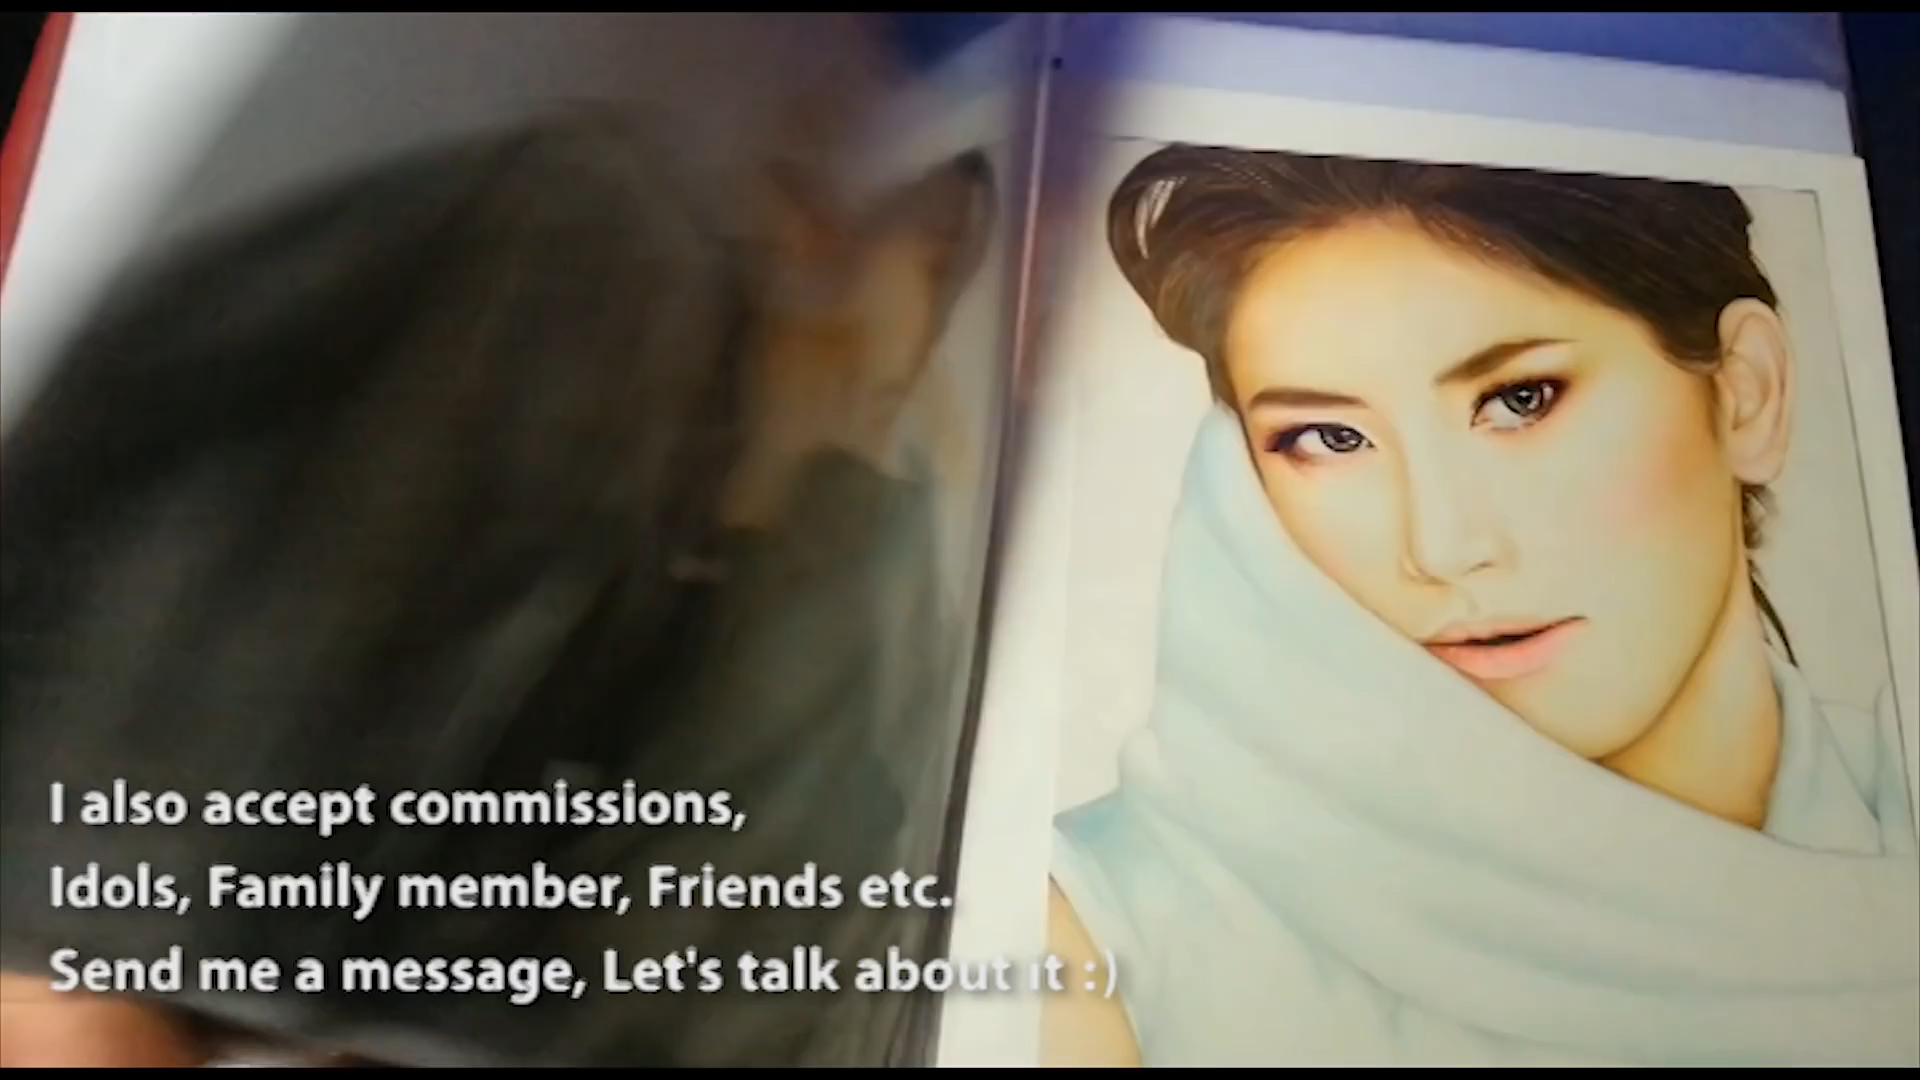 I also accept commissions,
Idols, Family member, Friends etc.
Send me a message, Let's talk about it :)